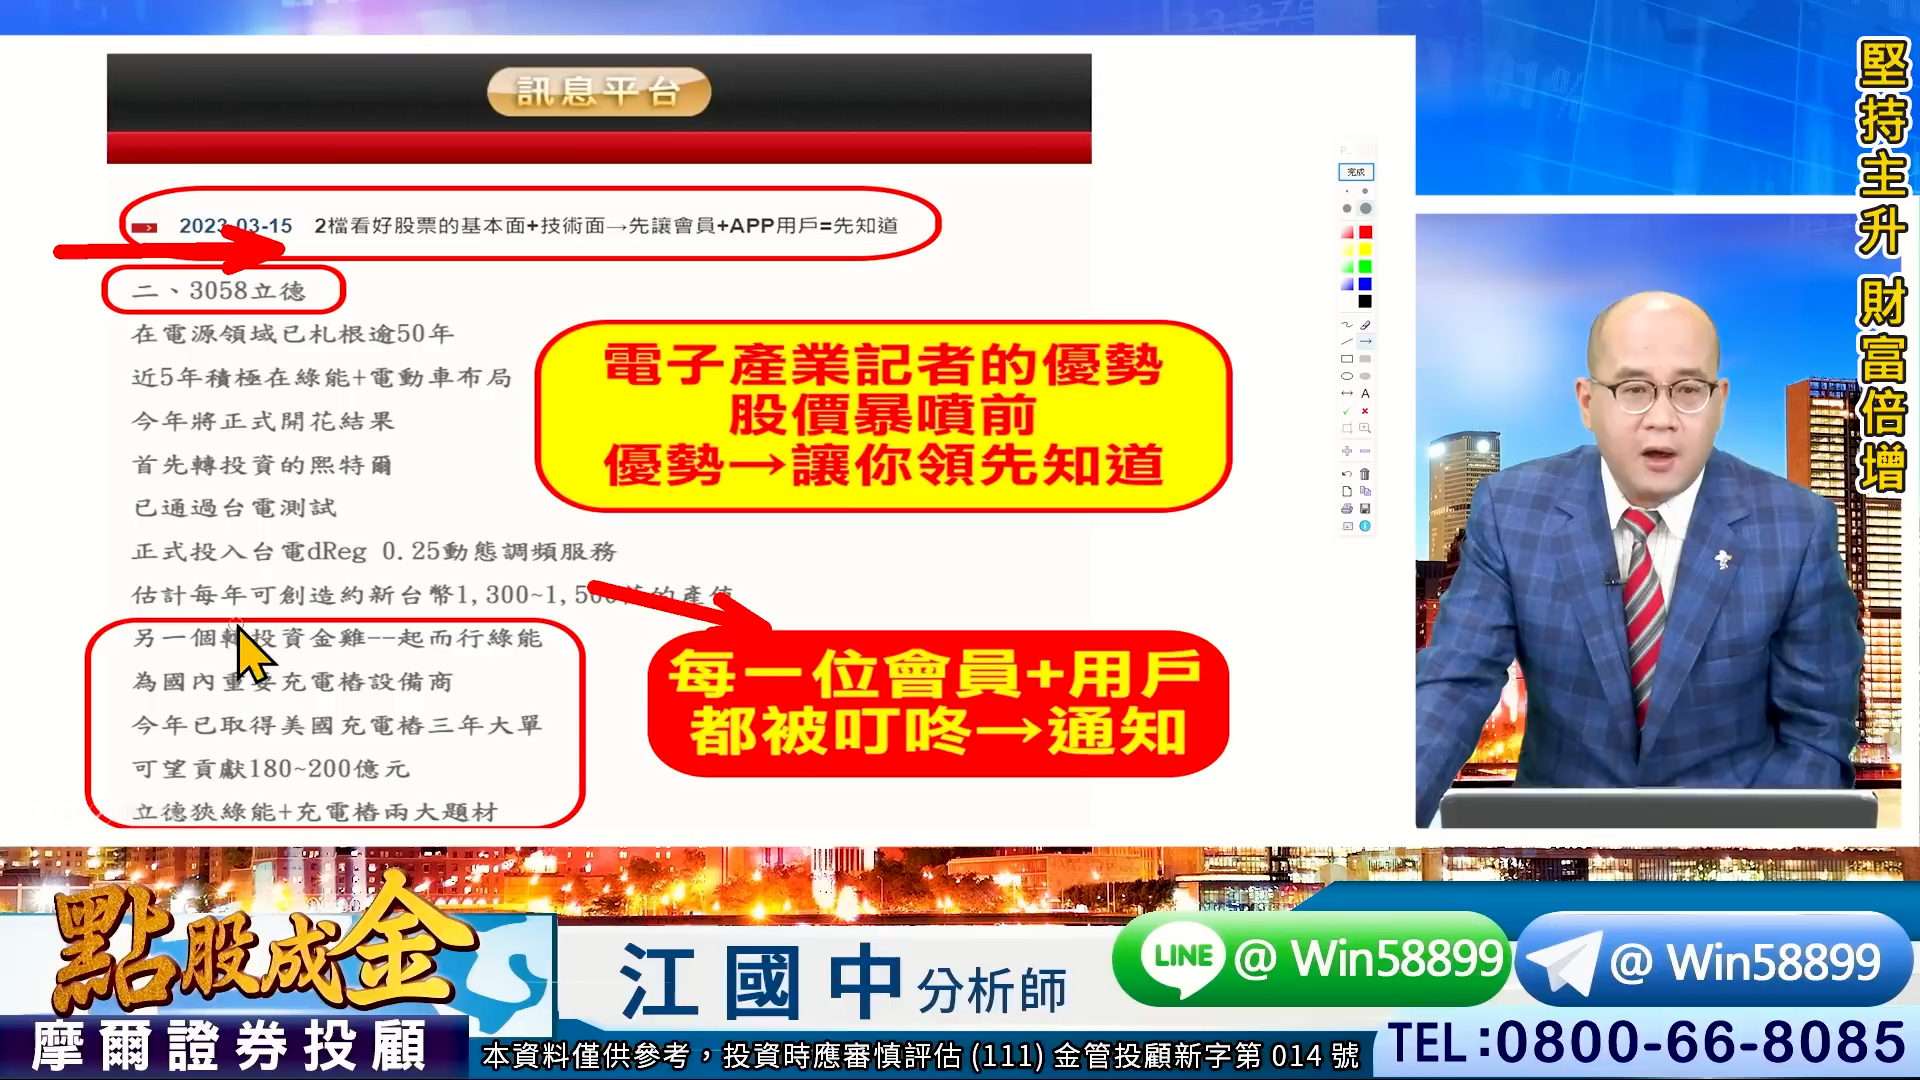 訊息平台
2023-03-15 2檔看好股票的基本面+技術面→先讓會員+APP用戶=先知道
二、3058立德
在電源領域已札根逾50年
近5年積極在綠能+電動車布局
今年將正式開花結果
首先轉投資的熙特爾
已通過台電測試
正式投入台電dReg 0.25動態調頻服務
估計每年可創造約新台幣1,300~1,500萬的產值
另一個轉投資金雞--起而行綠能
為國內重要充電樁設備商
今年已取得美國充電樁三年大單
可望貢獻180~200億元
立德狹綠能+充電樁兩大題材
電子產業記者的優勢
股價暴噴前
優勢→讓你領先知道
每一位會員+用戶
都被叮咚→通知
完成
A
堅持主升 財富倍增
點股成金
摩爾證券投顧
江國中分析師
LINE @ Win58899
@ Win58899
TEL:0800-66-8085
本資料僅供參考，投資時應審慎評估 (111) 金管投顧新字第 014 號